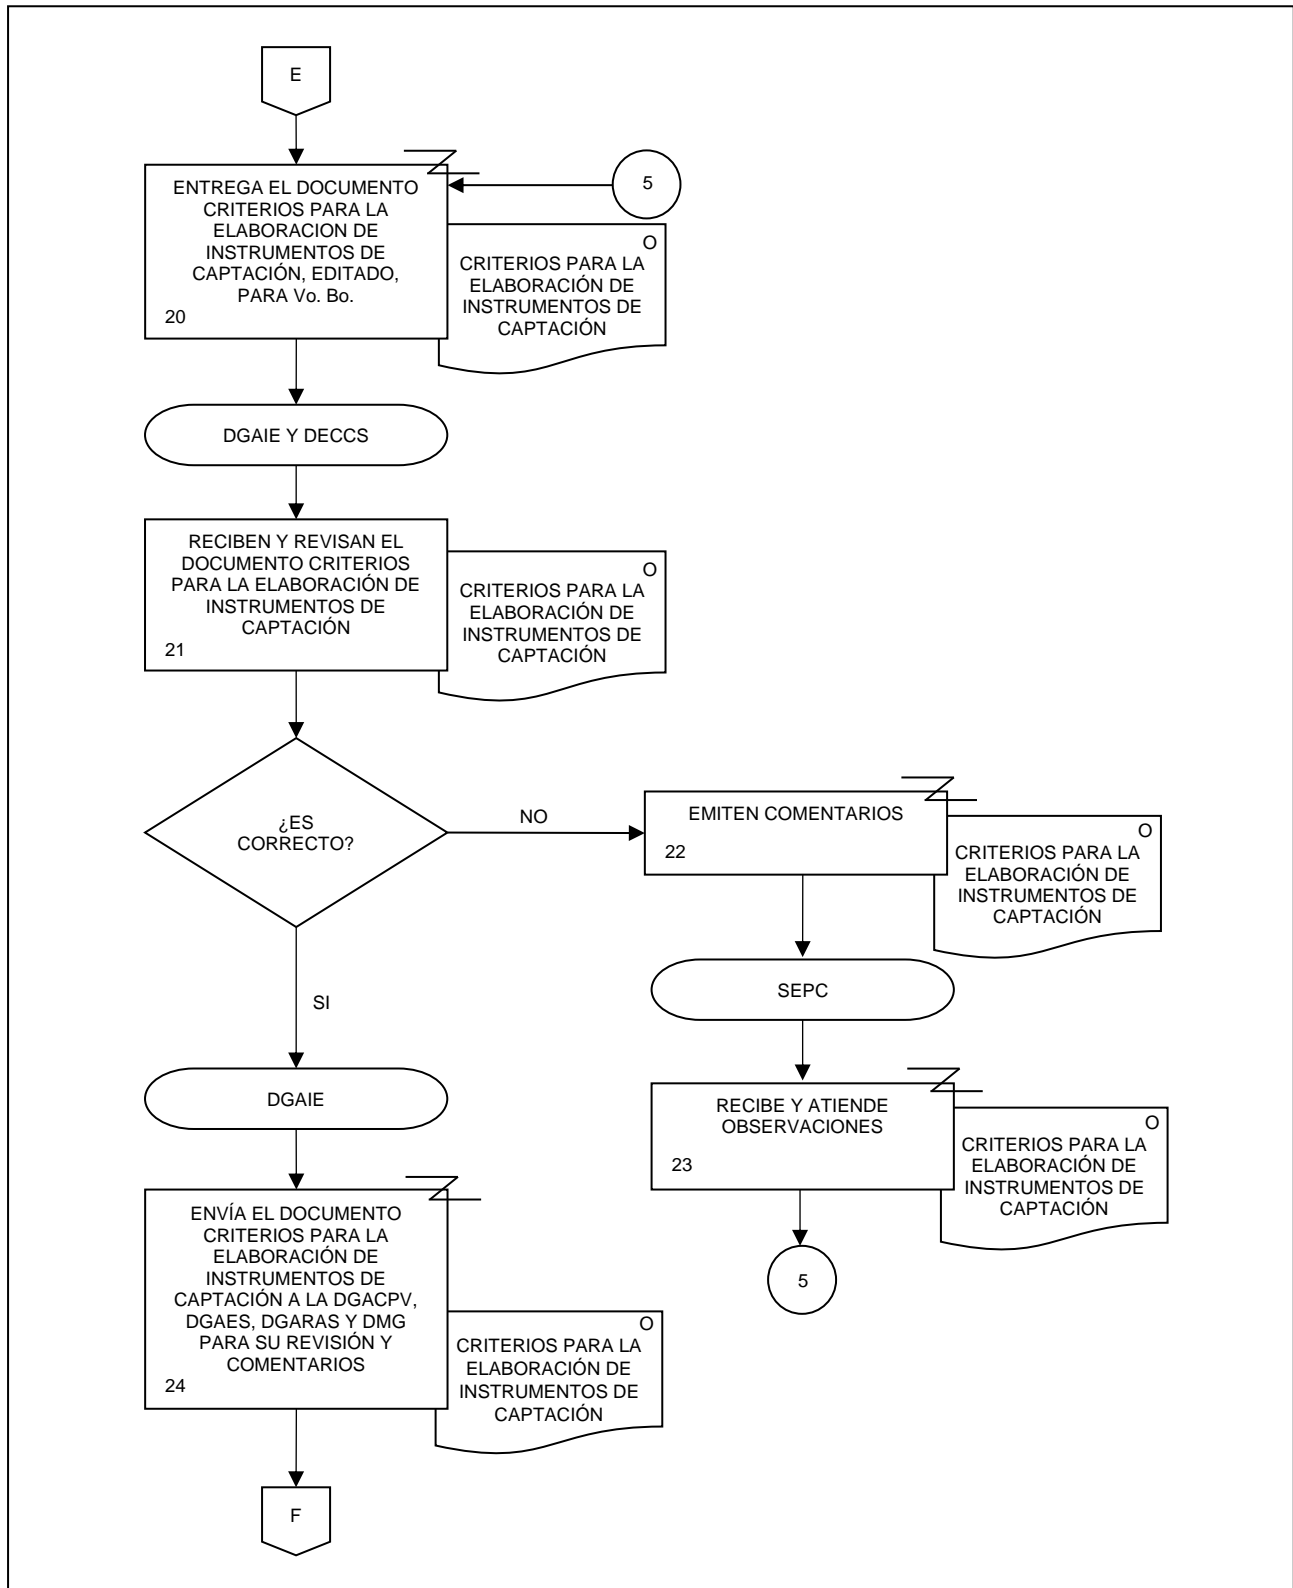 E
ENTREGA EL DOCUMENTO
CRITERIOS PARA LA
ELABORACION DE
INSTRUMENTOS DE
CAPTACIÓN, EDITADO,
PARA Vo. Bo.
20
5
O
CRITERIOS PARA LA
ELABORACIÓN DE
INSTRUMENTOS DE
CAPTACIÓN
DGAIE Y DECCS
RECIBEN Y REVISAN EL
DOCUMENTO CRITERIOS
PARA LA ELABORACIÓN DE
INSTRUMENTOS DE
CAPTACIÓN
21
O
CRITERIOS PARA LA
ELABORACIÓN DE
INSTRUMENTOS DE
CAPTACIÓN
¿ES
CORRECTO?
NO
EMITEN COMENTARIOS
22
O
CRITERIOS PARA LA
ELABORACIÓN DE
INSTRUMENTOS DE
CAPTACIÓN
SEPC
RECIBE Y ATIENDE
OBSERVACIONES
23
O
CRITERIOS PARA LA
ELABORACIÓN DE
INSTRUMENTOS DE
CAPTACIÓN
5
SI
DGAIE
ENVÍA EL DOCUMENTO
CRITERIOS PARA LA
ELABORACIÓN DE
INSTRUMENTOS DE
CAPTACIÓN A LA DGACPV,
DGAES, DGARAS Y DMG
PARA SU REVISIÓN Y
COMENTARIOS
24
O
CRITERIOS PARA LA
ELABORACIÓN DE
INSTRUMENTOS DE
CAPTACIÓN
F